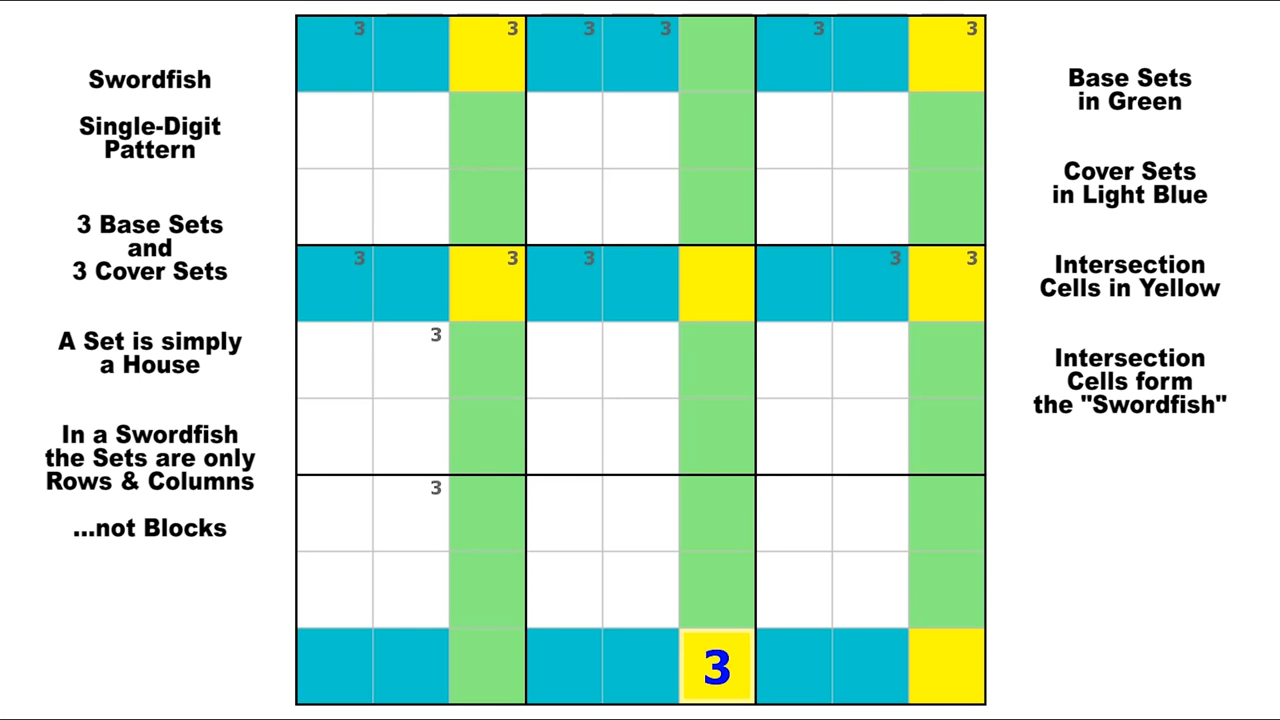 Swordfish
Single-Digit
Pattern
3 Base Sets
and
3 Cover Sets
A Set is simply
a House
In a Swordfish
the Sets are only
Rows & Columns
...not Blocks
3 3 3 3 3 3
3 3 3 3 3
3
3
3
Base Sets
in Green
Cover Sets
in Light Blue
Intersection
Cells in Yellow
Intersection
Cells form
the "Swordfish"